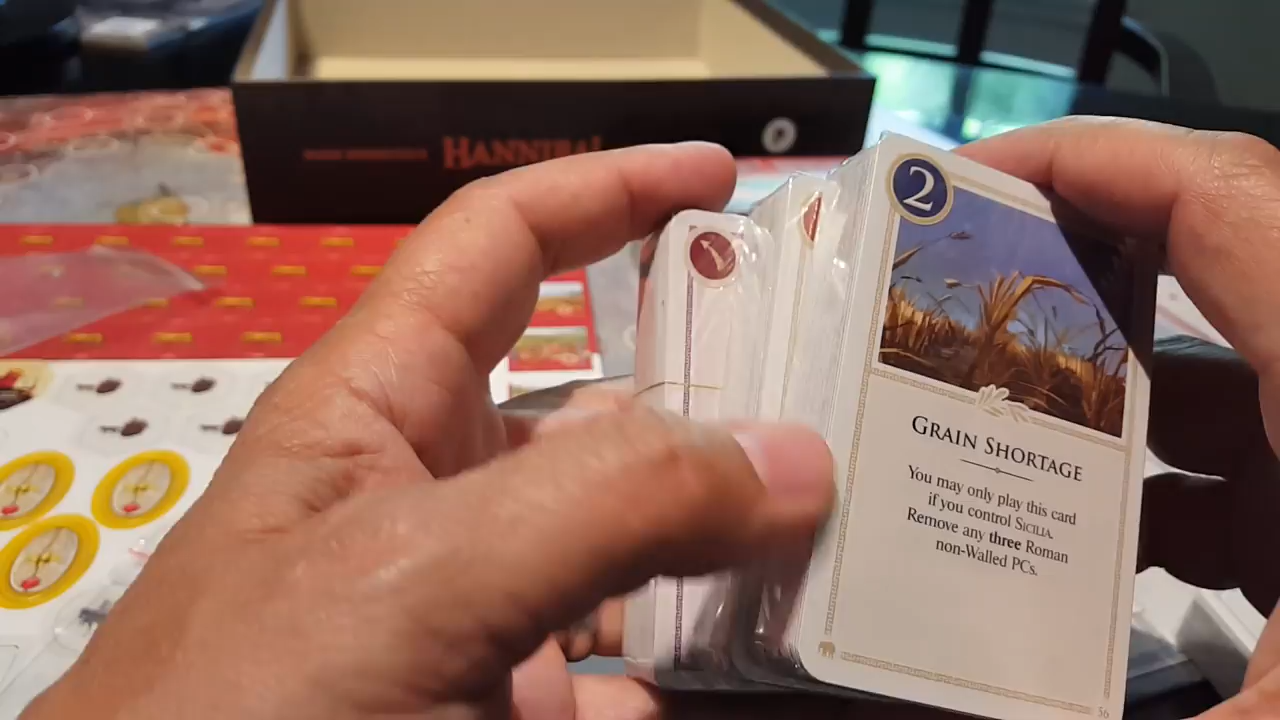 HANNIBAL
2
GRAIN SHORTAGE
You may only play this card
if you control SICILIA.
Remove any three Roman
non-Walled PCs.
56